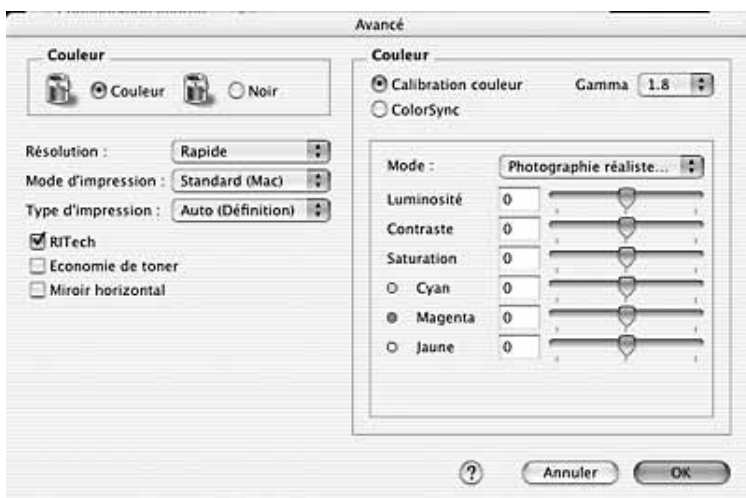 Avancé
Couleur
Couleur
Noir
Résolution :
Rapide
Mode d'impression :
Standard (Mac)
Type d'impression :
Auto (Définition)
RITech
Economie de toner
Miroir horizontal
Couleur
Calibration couleur
Gamma
1.8
ColorSync
Mode :
Photographie réaliste...
Luminosité
0
Contraste
0
Saturation
0
Cyan
0
Magenta
0
Jaune
0
?
Annuler
OK